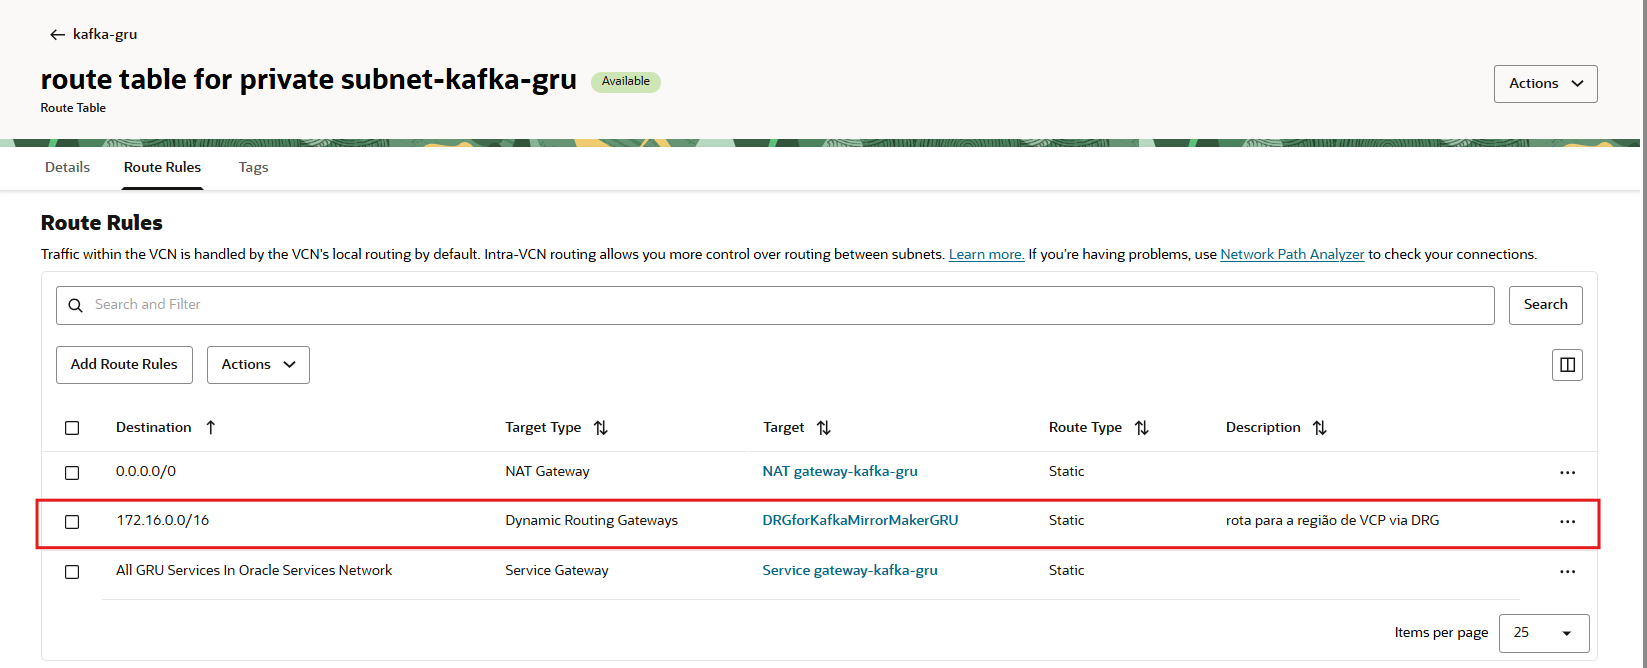 kafka-gru
route table for private subnet-kafka-gru Available
Route Table
Actions
Details Route Rules Tags
Route Rules
Traffic within the VCN is handled by the VCN's local routing by default. Intra-VCN routing allows you more control over routing between subnets. Learn more. If you're having problems, use Network Path Analyzer to check your connections.
Search and Filter Search
Add Route Rules Actions
Destination Target Type Target Route Type Description
0.0.0.0/0 NAT Gateway NAT gateway-kafka-gru Static
172.16.0.0/16 Dynamic Routing Gateways DRGforKafkaMirrorMakerGRU Static rota para a região de VCP via DRG
All GRU Services In Oracle Services Network Service Gateway Service gateway-kafka-gru Static
Items per page 25